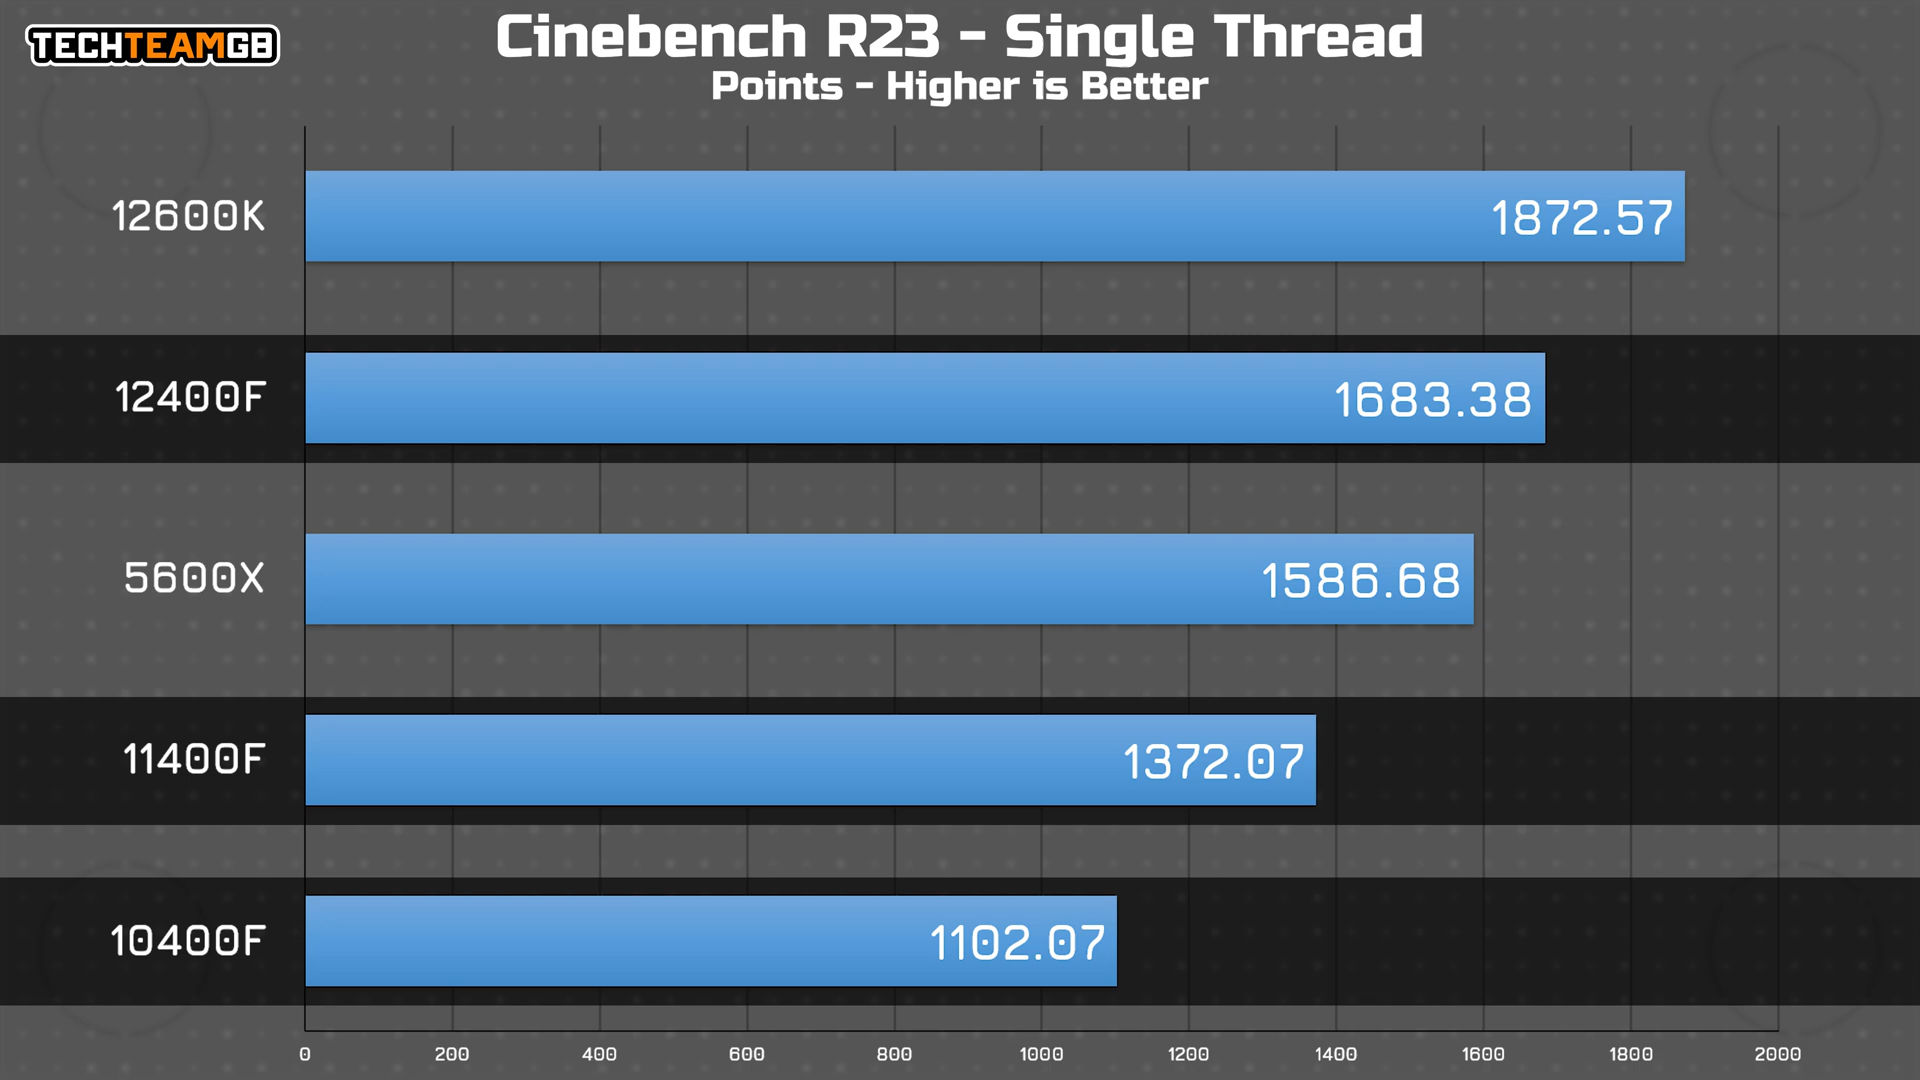 TECHTEAMGB
Cinebench R23 - Single Thread
Points - Higher is Better
12600K
1872.57
12400F
1683.38
5600X
1586.68
11400F
1372.07
10400F
1102.07
0 200 400 600 800 1000 1200 1400 1600 1800 2000